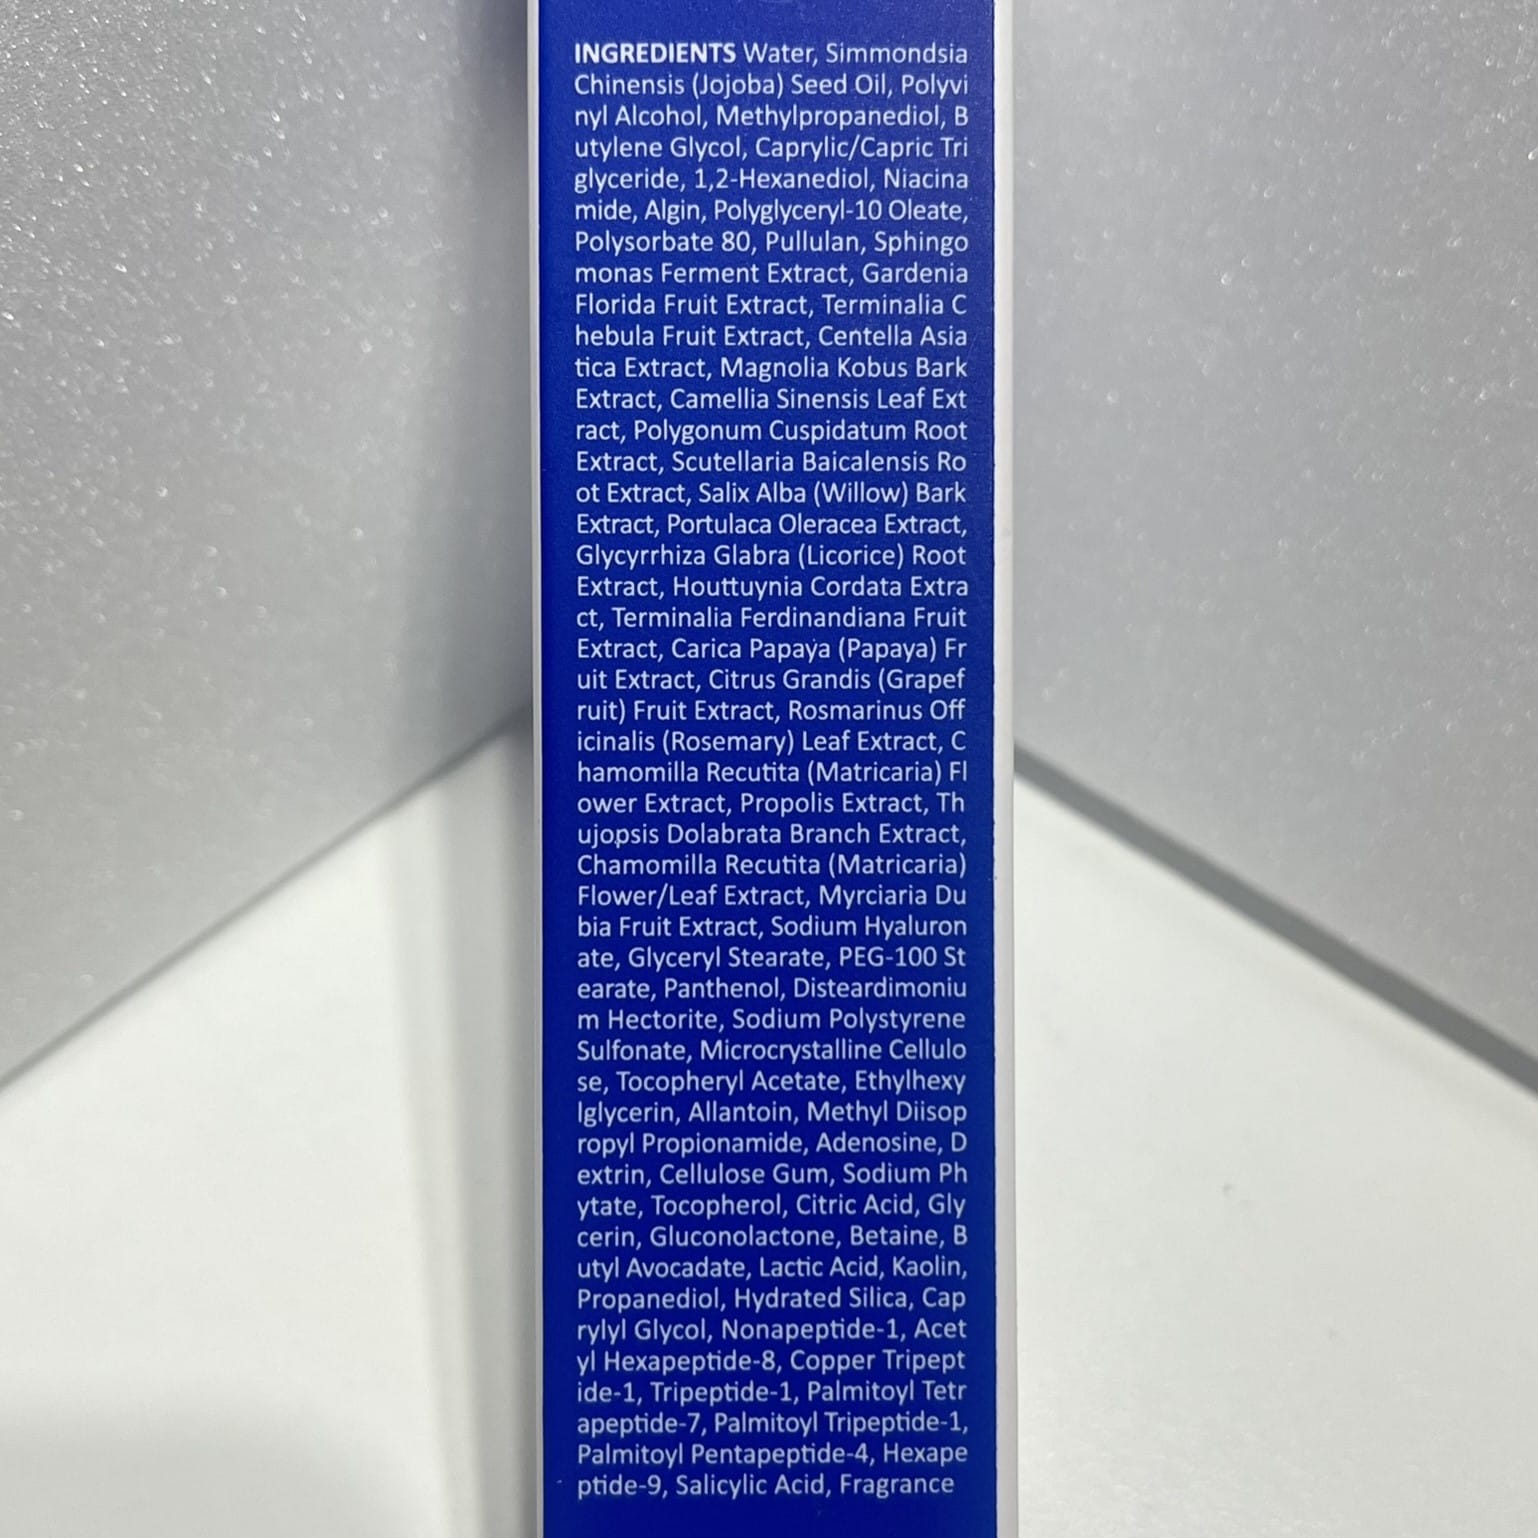 INGREDIENTS Water, Simmondsia
Chinensis (Jojoba) Seed Oil, Polyvi
nyl Alcohol, Methylpropanediol, B
utylene Glycol, Caprylic/Capric Tri
glyceride, 1,2-Hexanediol, Niacina
mide, Algin, Polyglyceryl-10 Oleate,
Polysorbate 80, Pullulan, Sphingo
monas Ferment Extract, Gardenia
Florida Fruit Extract, Terminalia C
hebula Fruit Extract, Centella Asia
tica Extract, Magnolia Kobus Bark
Extract, Camellia Sinensis Leaf Ext
ract, Polygonum Cuspidatum Root
Extract, Scutellaria Baicalensis Ro
ot Extract, Salix Alba (Willow) Bark
Extract, Portulaca Oleracea Extract,
Glycyrrhiza Glabra (Licorice) Root
Extract, Houttuynia Cordata Extra
ct, Terminalia Ferdinandiana Fruit
Extract, Carica Papaya (Papaya) Fr
uit Extract, Citrus Grandis (Grapef
ruit) Fruit Extract, Rosmarinus Off
icinalis (Rosemary) Leaf Extract, C
hamomilla Recutita (Matricaria) Fl
ower Extract, Propolis Extract, Th
ujopsis Dolabrata Branch Extract,
Chamomilla Recutita (Matricaria)
Flower/Leaf Extract, Myrciaria Du
bia Fruit Extract, Sodium Hyaluron
ate, Glyceryl Stearate, PEG-100 St
earate, Panthenol, Disteardimoniu
m Hectorite, Sodium Polystyrene
Sulfonate, Microcrystalline Cellulo
se, Tocopheryl Acetate, Ethylhexy
lglycerin, Allantoin, Methyl Diisop
ropyl Propionamide, Adenosine, D
extrin, Cellulose Gum, Sodium Ph
ytate, Tocopherol, Citric Acid, Gly
cerin, Gluconolactone, Betaine, B
utyl Avocadate, Lactic Acid, Kaolin,
Propanediol, Hydrated Silica, Cap
rylyl Glycol, Nonapeptide-1, Acet
yl Hexapeptide-8, Copper Tripept
ide-1, Tripeptide-1, Palmitoyl Tetr
apeptide-7, Palmitoyl Tripeptide-1,
Palmitoyl Pentapeptide-4, Hexape
ptide-9, Salicylic Acid, Fragrance